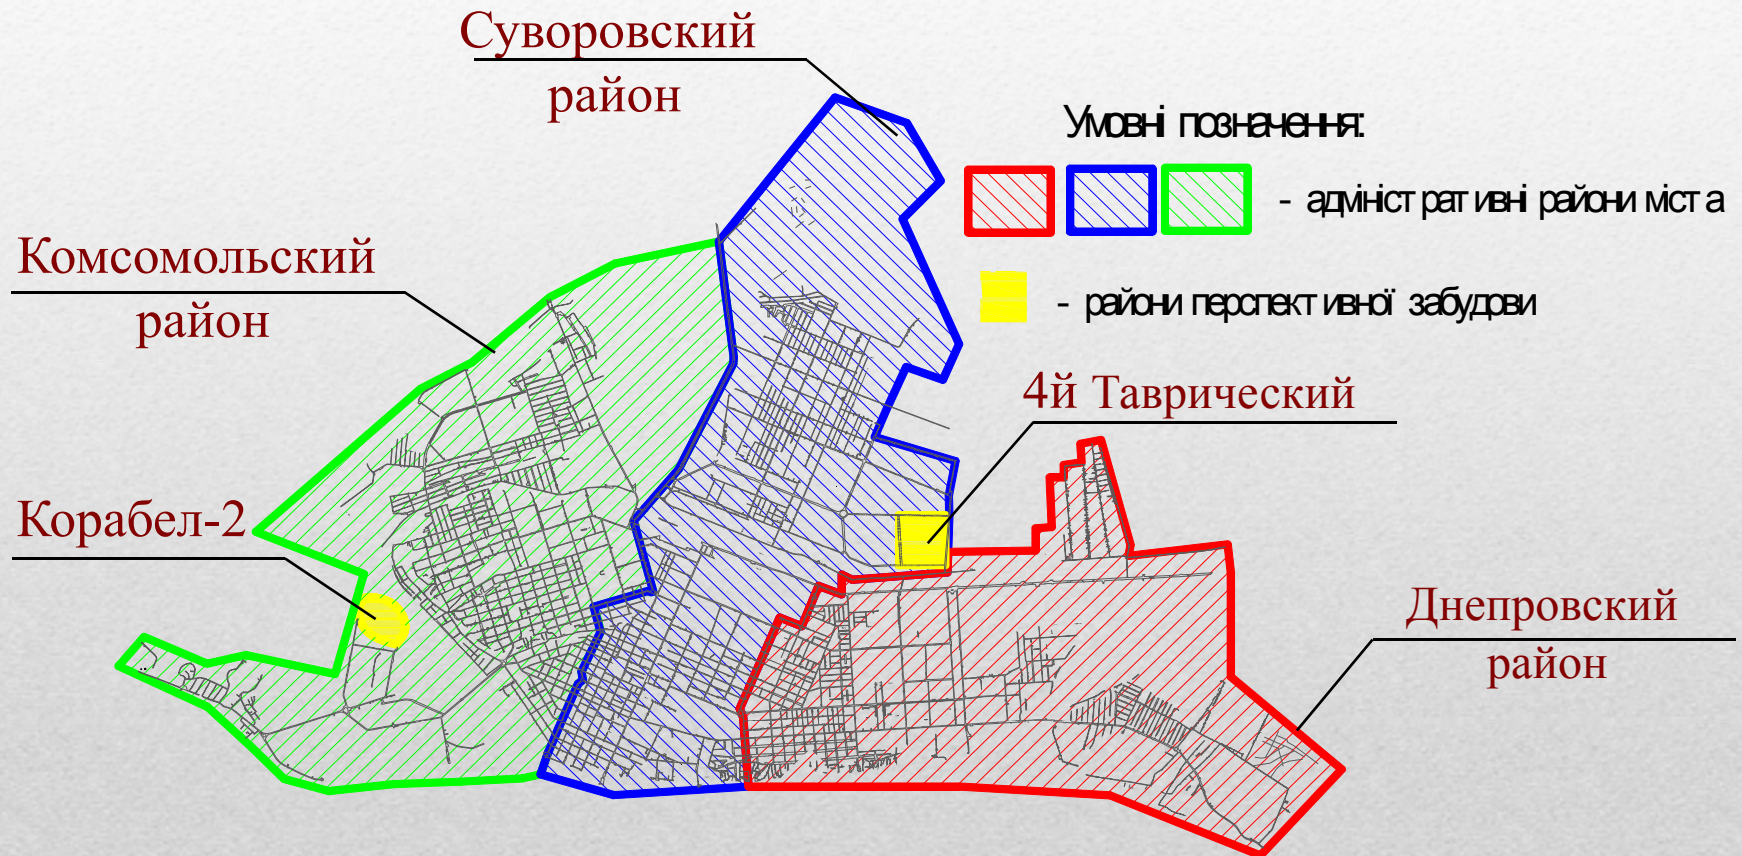 Суворовский
район
Умовні позначення:
- адміністративні райони міста
Комсомольский
район
- райони перспективної забудови
4й Таврический
Корабел-2
Днепровский
район